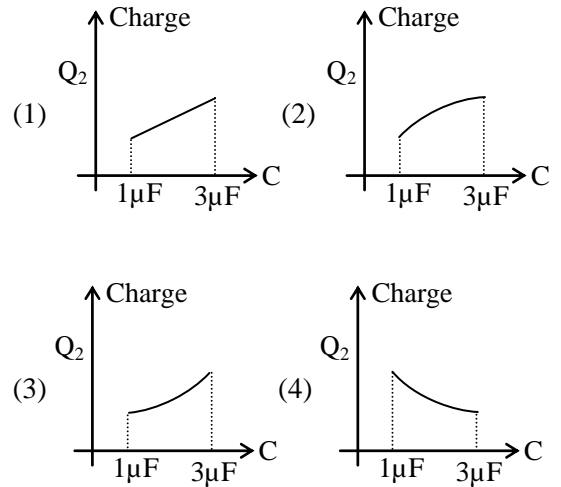 Charge Charge
Q₂ Q₂
(1) (2)
C C
1µF 3µF 1µF 3µF
Charge Charge
Q₂ Q₂
(3) (4)
C C
1µF 3µF 1µF 3µF